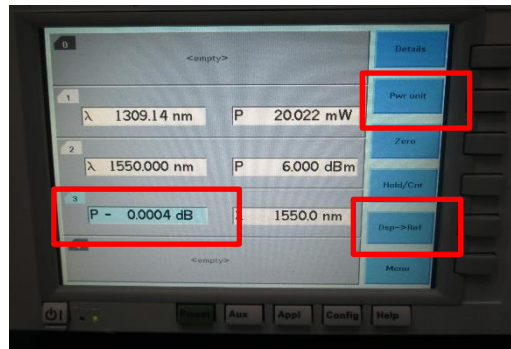 0
<empty>
Details
1
λ 1309.14 nm P 20.022 mW
Pwr unit
Zero
2
λ 1550.000 nm P 6.000 dBm
Hold/Cnt
3
P - 0.0004 dB 1550.0 nm
Dsp->Ref
<empty>
Menu
Aux Appl Config Help